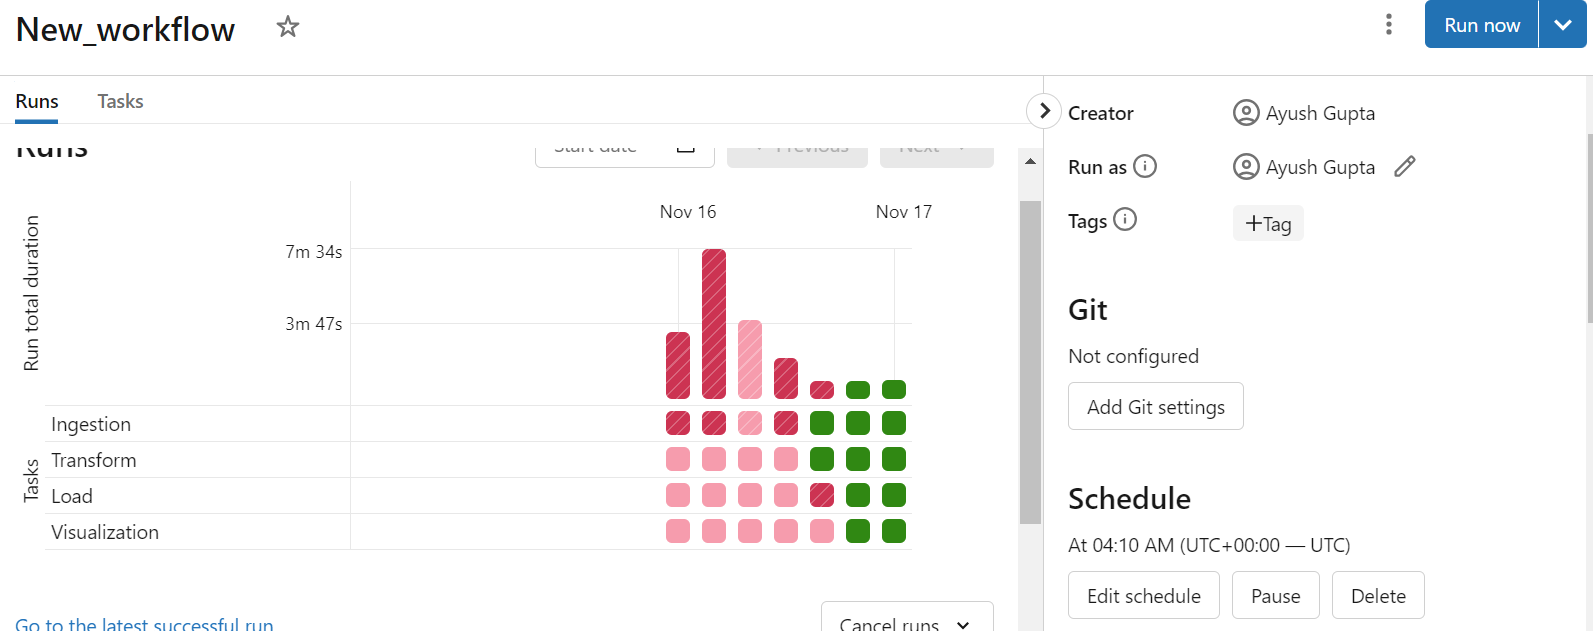 New_workflow
Run now
Runs
Tasks
Runs
Start date
Previous
Next
Nov 16
Nov 17
Run total duration
7m 34s
3m 47s
Tasks
Ingestion
Transform
Load
Visualization
Go to the latest successful run
Cancel runs
Creator
Ayush Gupta
Run as
Ayush Gupta
Tags
+Tag
Git
Not configured
Add Git settings
Schedule
At 04:10 AM (UTC+00:00 — UTC)
Edit schedule
Pause
Delete